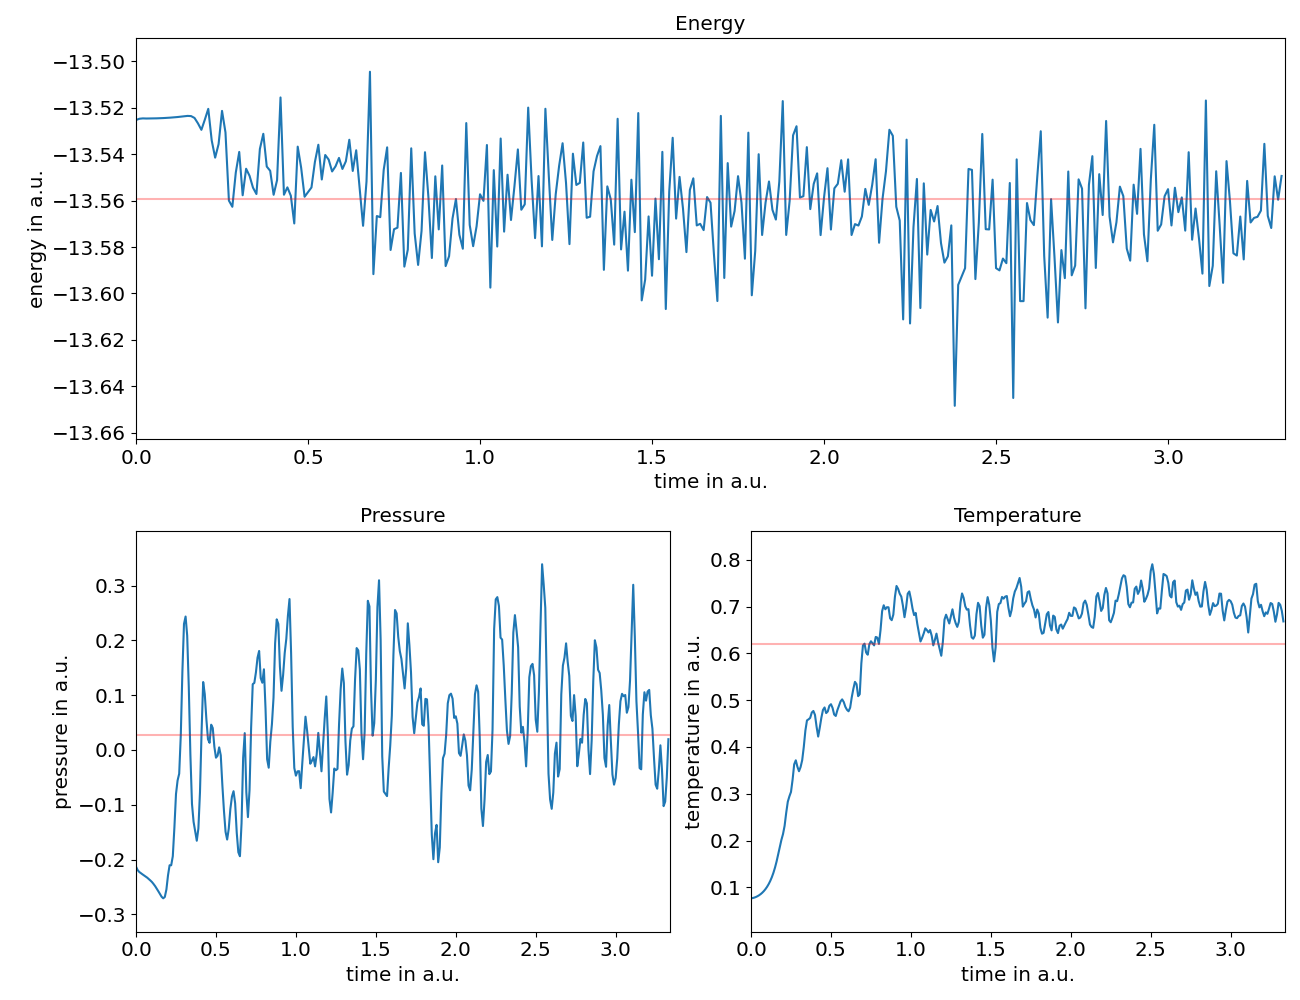 Energy
energy in a.u.
−13.50
−13.52
−13.54
−13.56
−13.58
−13.60
−13.62
−13.64
−13.66
0.0 0.5 1.0 1.5 2.0 2.5 3.0
time in a.u.
Pressure
pressure in a.u.
0.3
0.2
0.1
0.0
−0.1
−0.2
−0.3
0.0 0.5 1.0 1.5 2.0 2.5 3.0
time in a.u.
Temperature
temperature in a.u.
0.8
0.7
0.6
0.5
0.4
0.3
0.2
0.1
0.0 0.5 1.0 1.5 2.0 2.5 3.0
time in a.u.